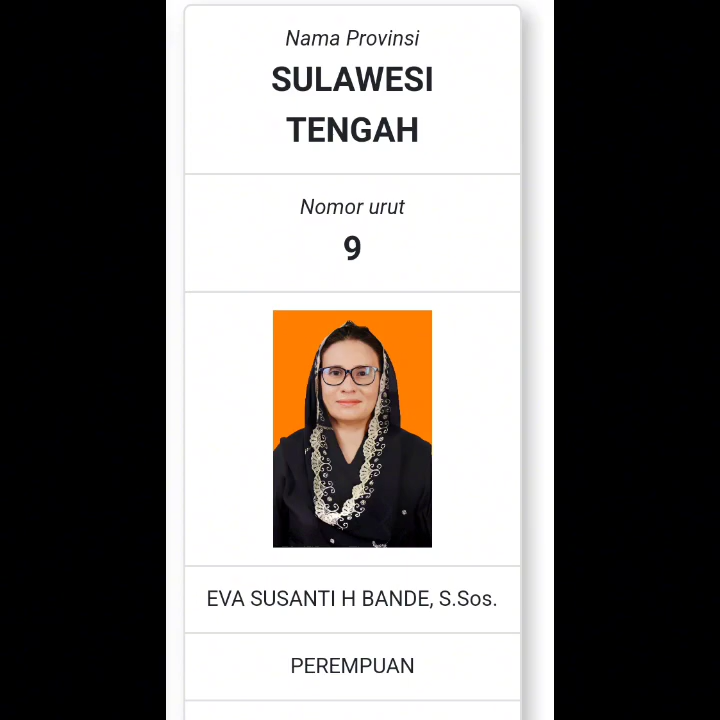 Nama Provinsi
SULAWESI
TENGAH
Nomor urut
9
EVA SUSANTI H BANDE, S.Sos.
PEREMPUAN